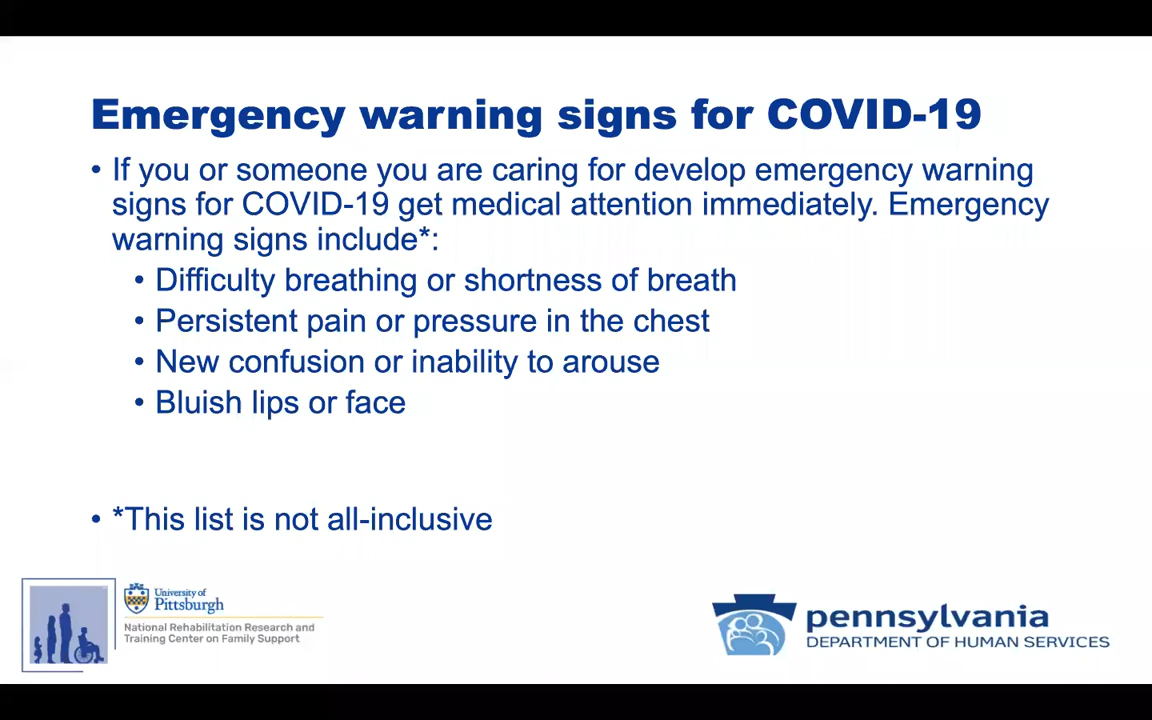 Emergency warning signs for COVID-19
• If you or someone you are caring for develop emergency warning
signs for COVID-19 get medical attention immediately. Emergency
warning signs include*:
• Difficulty breathing or shortness of breath
• Persistent pain or pressure in the chest
• New confusion or inability to arouse
• Bluish lips or face
• *This list is not all-inclusive
University of
Pittsburgh
National Rehabilitation Research and
Training Center on Family Support
pennsylvania
DEPARTMENT OF HUMAN SERVICES